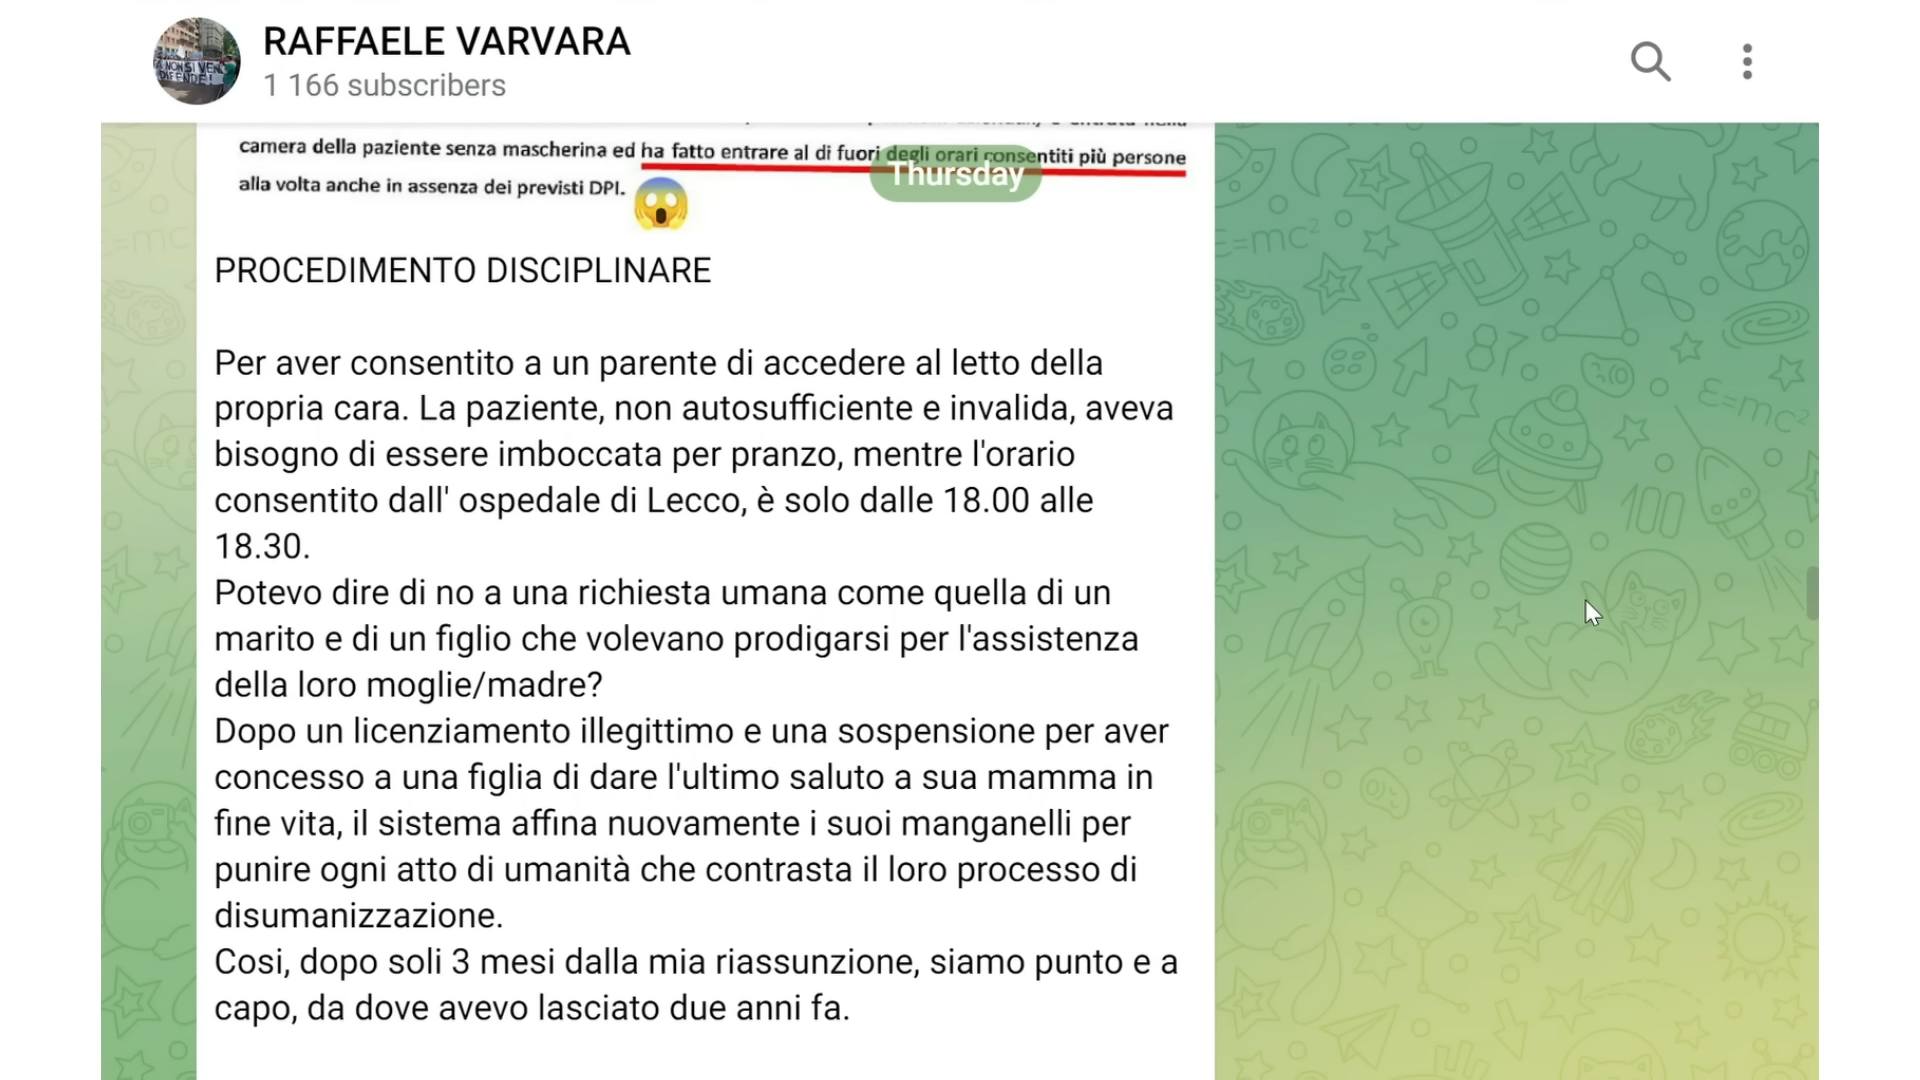 RAFFAELE VARVARA
1 166 subscribers
camera della paziente senza mascherina ed ha fatto entrare al di fuori degli orari consentiti più persone
alla volta anche in assenza dei previsti DPI.
Thursday
PROCEDIMENTO DISCIPLINARE
Per aver consentito a un parente di accedere al letto della
propria cara. La paziente, non autosufficiente e invalida, aveva
bisogno di essere imboccata per pranzo, mentre l'orario
consentito dall' ospedale di Lecco, è solo dalle 18.00 alle
18.30.
Potevo dire di no a una richiesta umana come quella di un
marito e di un figlio che volevano prodigarsi per l'assistenza
della loro moglie/madre?
Dopo un licenziamento illegittimo e una sospensione per aver
concesso a una figlia di dare l'ultimo saluto a sua mamma in
fine vita, il sistema affina nuovamente i suoi manganelli per
punire ogni atto di umanità che contrasta il loro processo di
disumanizzazione.
Cosi, dopo soli 3 mesi dalla mia riassunzione, siamo punto e a
capo, da dove avevo lasciato due anni fa.